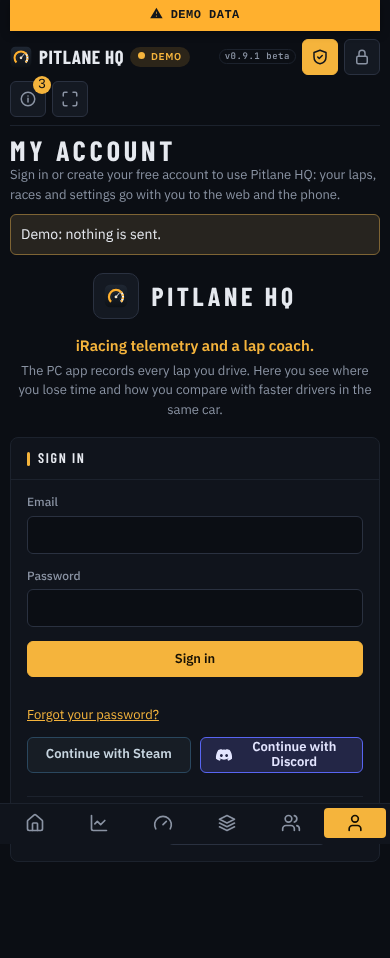 DEMO DATA
PITLANE HQ
DEMO
v0.9.1 beta
3
MY ACCOUNT
Sign in or create your free account to use Pitlane HQ: your laps,
races and settings go with you to the web and the phone.
Demo: nothing is sent.
PITLANE HQ
iRacing telemetry and a lap coach.
The PC app records every lap you drive. Here you see where
you lose time and how you compare with faster drivers in the
same car.
SIGN IN
Email
Password
Sign in
Forgot your password?
Continue with Steam
Continue with
Discord